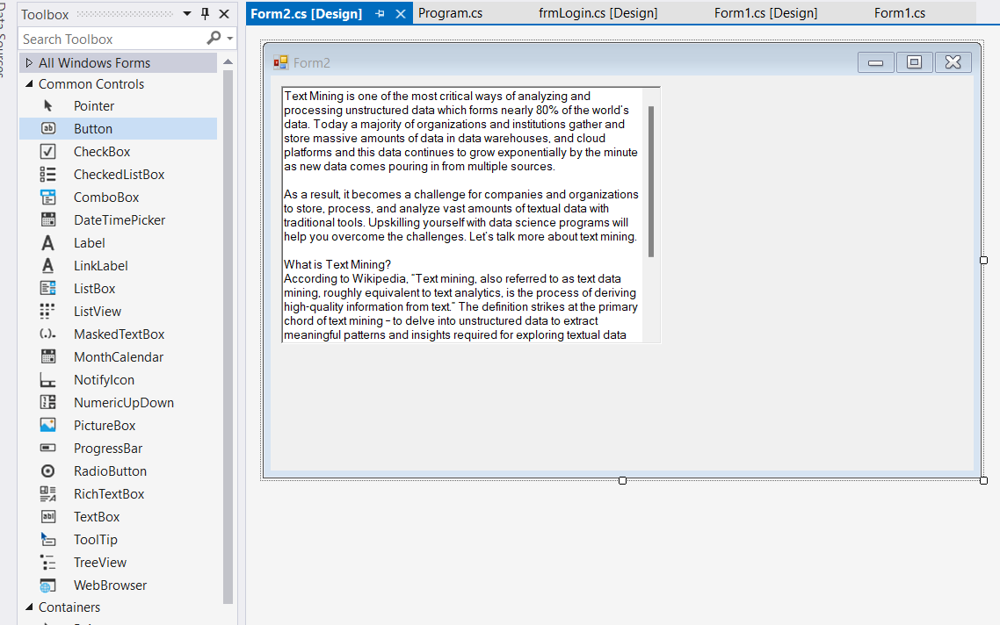 Data Sources
Toolbox
Search Toolbox
All Windows Forms
Common Controls
Pointer
Button
CheckBox
CheckedListBox
ComboBox
DateTimePicker
Label
LinkLabel
ListBox
ListView
MaskedTextBox
MonthCalendar
NotifyIcon
NumericUpDown
PictureBox
ProgressBar
RadioButton
RichTextBox
TextBox
ToolTip
TreeView
WebBrowser
Containers
Form2.cs [Design]
Program.cs
frmLogin.cs [Design]
Form1.cs [Design]
Form1.cs
Form2
Text Mining is one of the most critical ways of analyzing and
processing unstructured data which forms nearly 80% of the world’s
data. Today a majority of organizations and institutions gather and
store massive amounts of data in data warehouses, and cloud
platforms and this data continues to grow exponentially by the minute
as new data comes pouring in from multiple sources.
As a result, it becomes a challenge for companies and organizations
to store, process, and analyze vast amounts of textual data with
traditional tools. Upskilling yourself with data science programs will
help you overcome the challenges. Let’s talk more about text mining.
What is Text Mining?
According to Wikipedia, “Text mining, also referred to as text data
mining, roughly equivalent to text analytics, is the process of deriving
high-quality information from text.” The definition strikes at the primary
chord of text mining – to delve into unstructured data to extract
meaningful patterns and insights required for exploring textual data